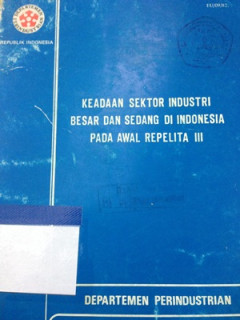 REPUBLIK INDONESIA
KEADAAN SEKTOR INDUSTRI
BESAR DAN SEDANG DI INDONESIA
PADA AWAL REPELITA III
DEPARTEMEN PERINDUSTRIAN